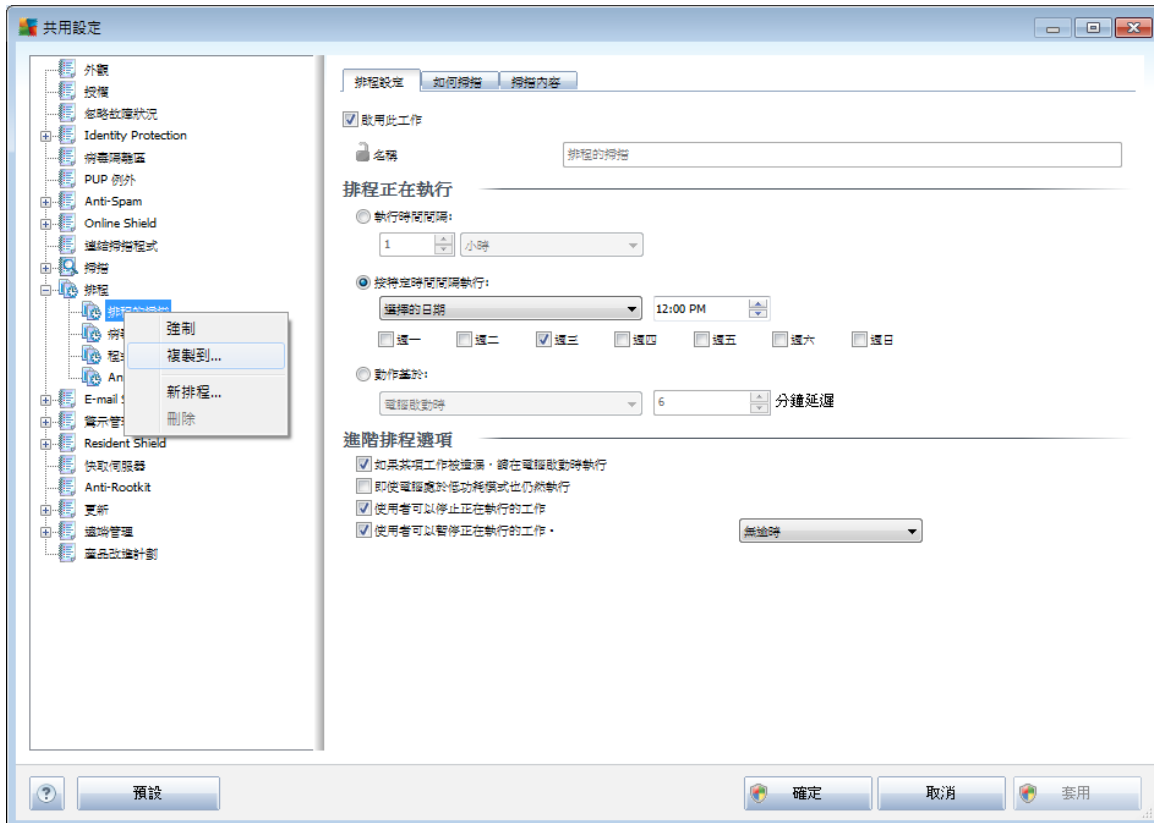 共用設定
外觀
授權
忽略故障狀況
Identity Protection
病毒隔離區
PUP 例外
Anti-Spam
Online Shield
連結掃描程式
掃描
排程
排程的掃描
病
程
An
E-mail
警示管
Resident Shield
快取伺服器
Anti-Rootkit
更新
遠端管理
產品改進計劃
強制
複製到...
新排程...
刪除
排程設定 如何掃描 掃描內容
啟用此工作
名稱 排程的掃描
排程正在執行
執行時間間隔:
1 小時
按特定時間間隔執行:
選擇的日期 12:00 PM
週一 週二 週三 週四 週五 週六 週日
動作基於:
電腦啟動時 6 分鐘延遲
進階排程選項
如果某項工作被遺漏，請在電腦啟動時執行
即使電腦處於低功耗模式也仍然執行
使用者可以停止正在執行的工作
使用者可以暫停正在執行的工作。 無逾時
? 預設 確定 取消 套用